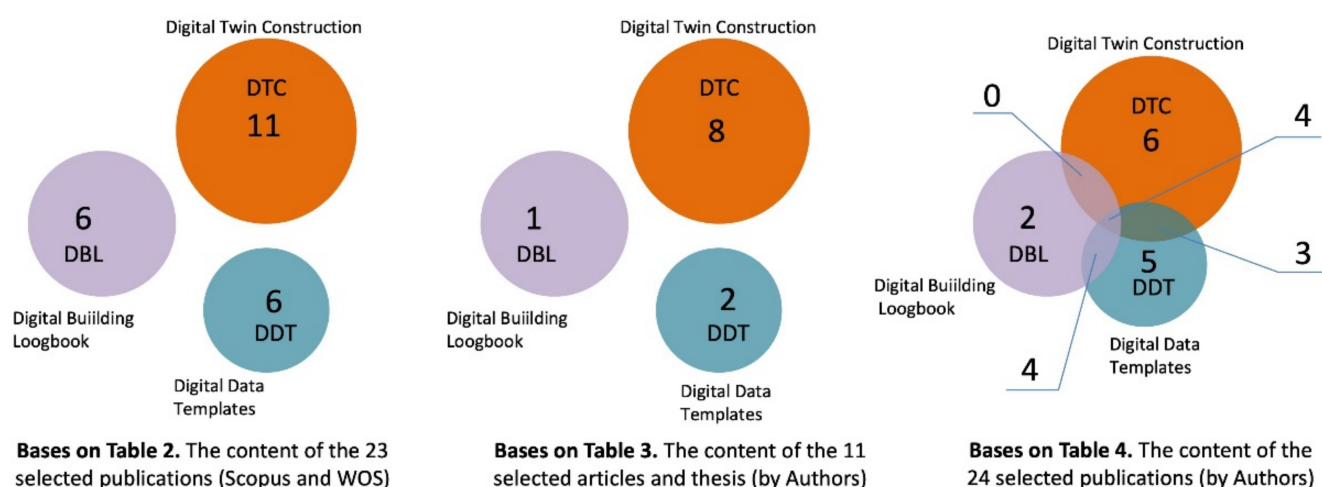 Digital Twin Construction
DTC
11
6
DBL
Digital Buiilding
Loogbook
6
DDT
Digital Data
Templates
Bases on Table 2. The content of the 23
selected publications (Scopus and WOS)
Digital Twin Construction
DTC
8
1
DBL
Digital Buiilding
Loogbook
2
DDT
Digital Data
Templates
Bases on Table 3. The content of the 11
selected articles and thesis (by Authors)
Digital Twin Construction
0
DTC
6
4
2
DBL
Digital Buiilding
Loogbook
5
DDT
3
Digital Data
Templates
4
Bases on Table 4. The content of the
24 selected publications (by Authors)